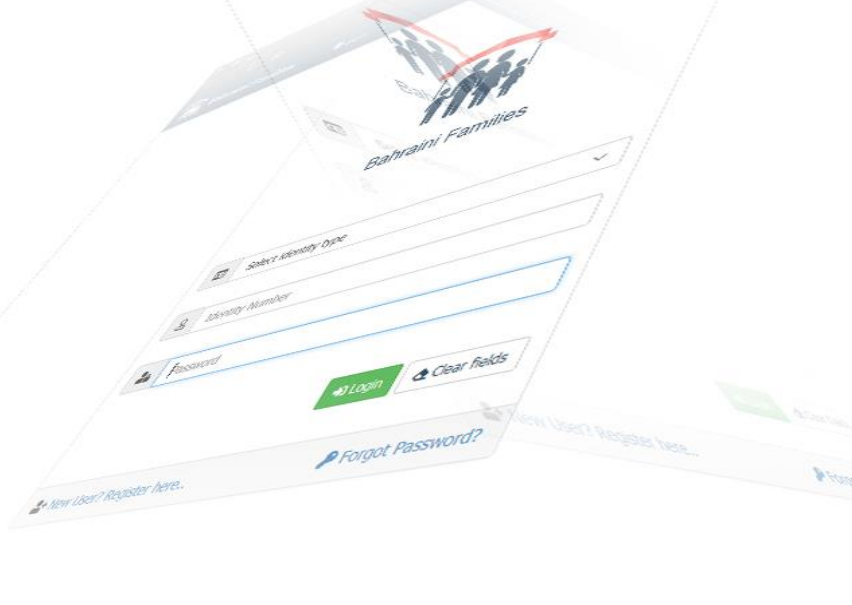 Bahraini Families
Select identity type
Identity Number
Password
Login
Clear fields
Forgot Password?
New User? Register here..
New User? Register here...